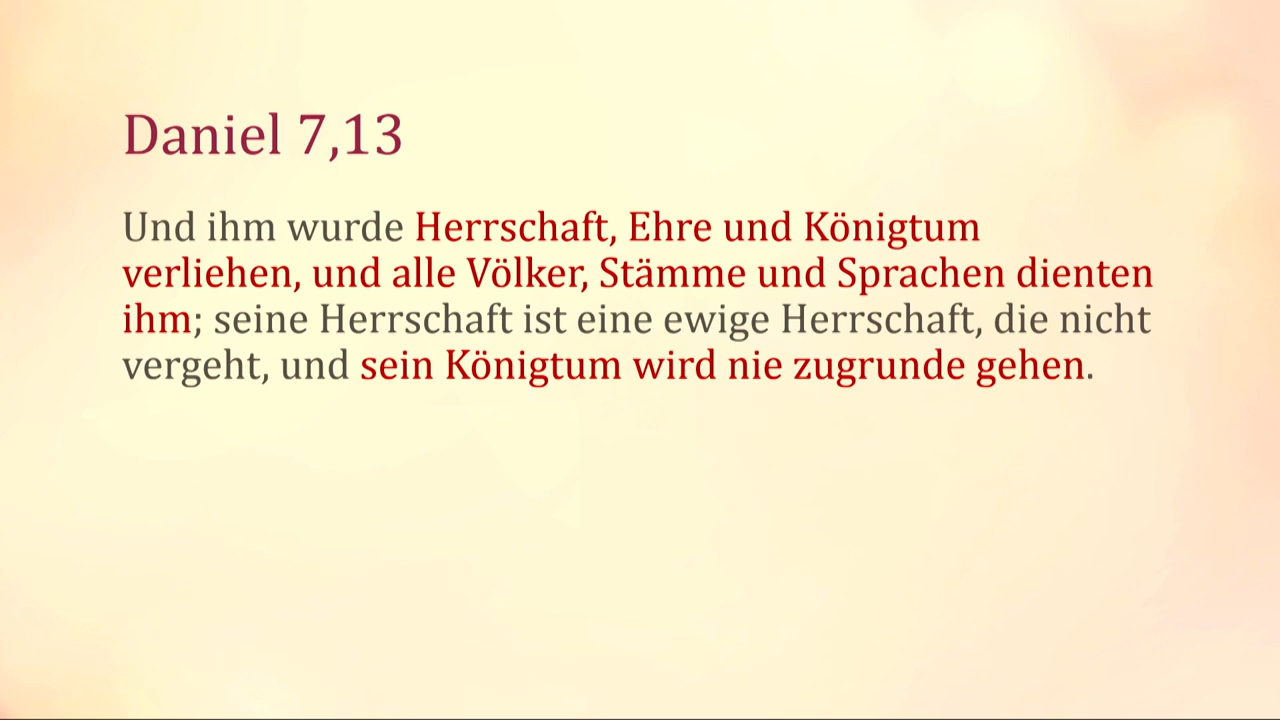 Daniel 7,13
Und ihm wurde Herrschaft, Ehre und Königtum
verliehen, und alle Völker, Stämme und Sprachen dienten
ihm; seine Herrschaft ist eine ewige Herrschaft, die nicht
vergeht, und sein Königtum wird nie zugrunde gehen.